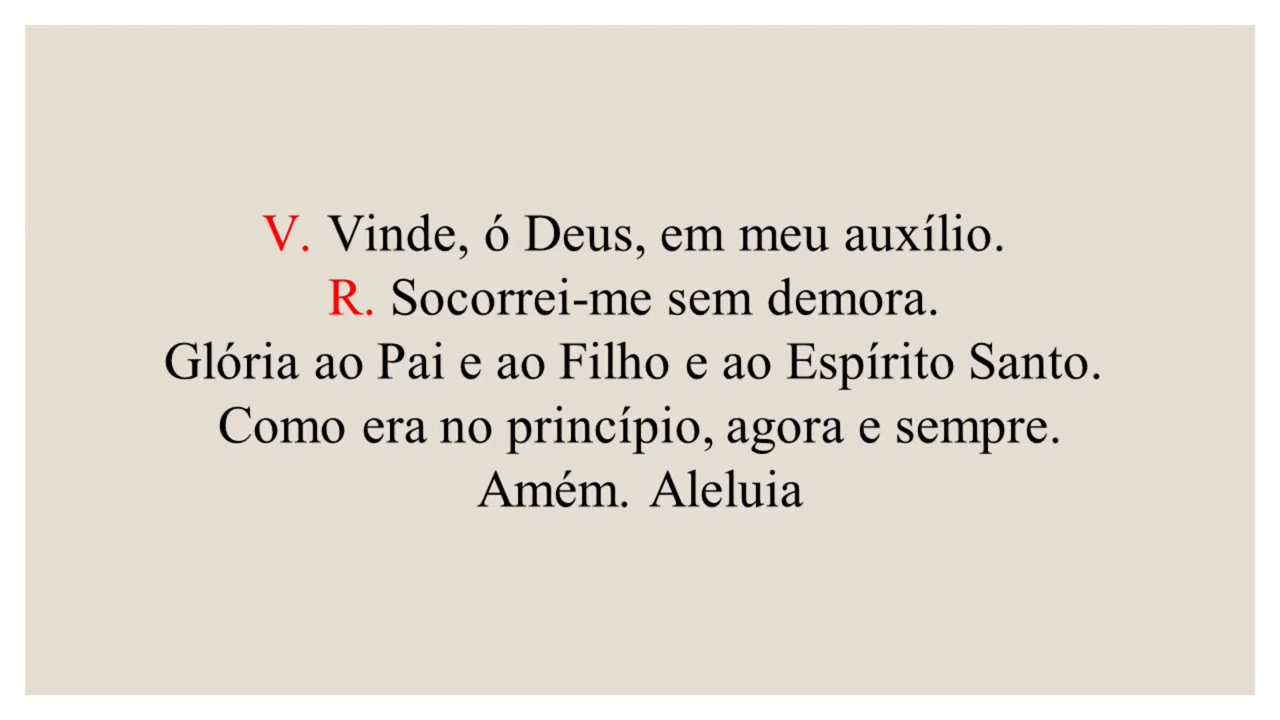 V. Vinde, ó Deus, em meu auxílio.
R. Socorrei-me sem demora.
Glória ao Pai e ao Filho e ao Espírito Santo.
Como era no princípio, agora e sempre.
Amém. Aleluia